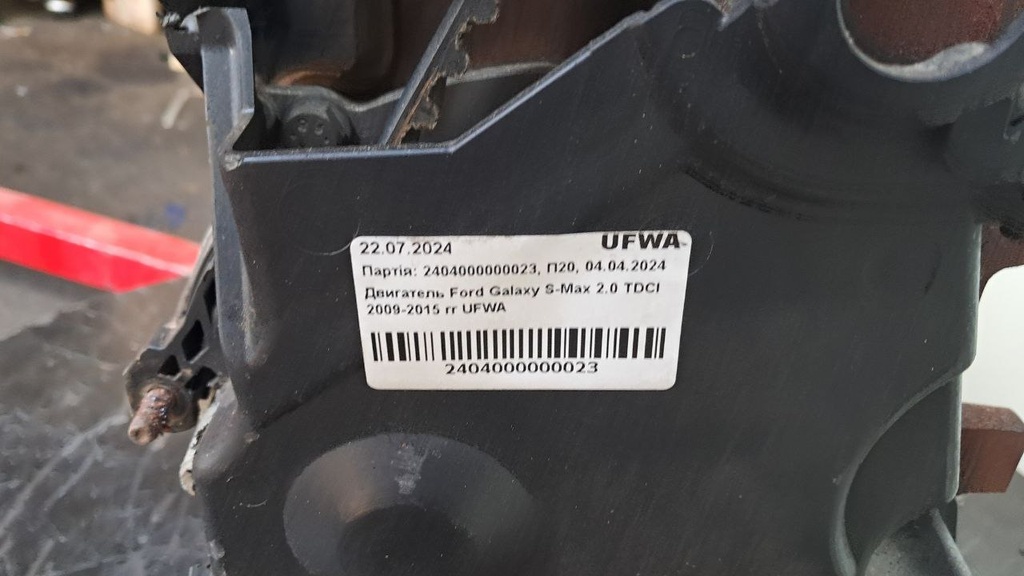 22.07.2024 UFWA
Партія: 2404000000023, П20, 04.04.2024
Двигатель Ford Galaxy S-Max 2.0 TDCI
2009-2015 гг UFWA
2404000000023